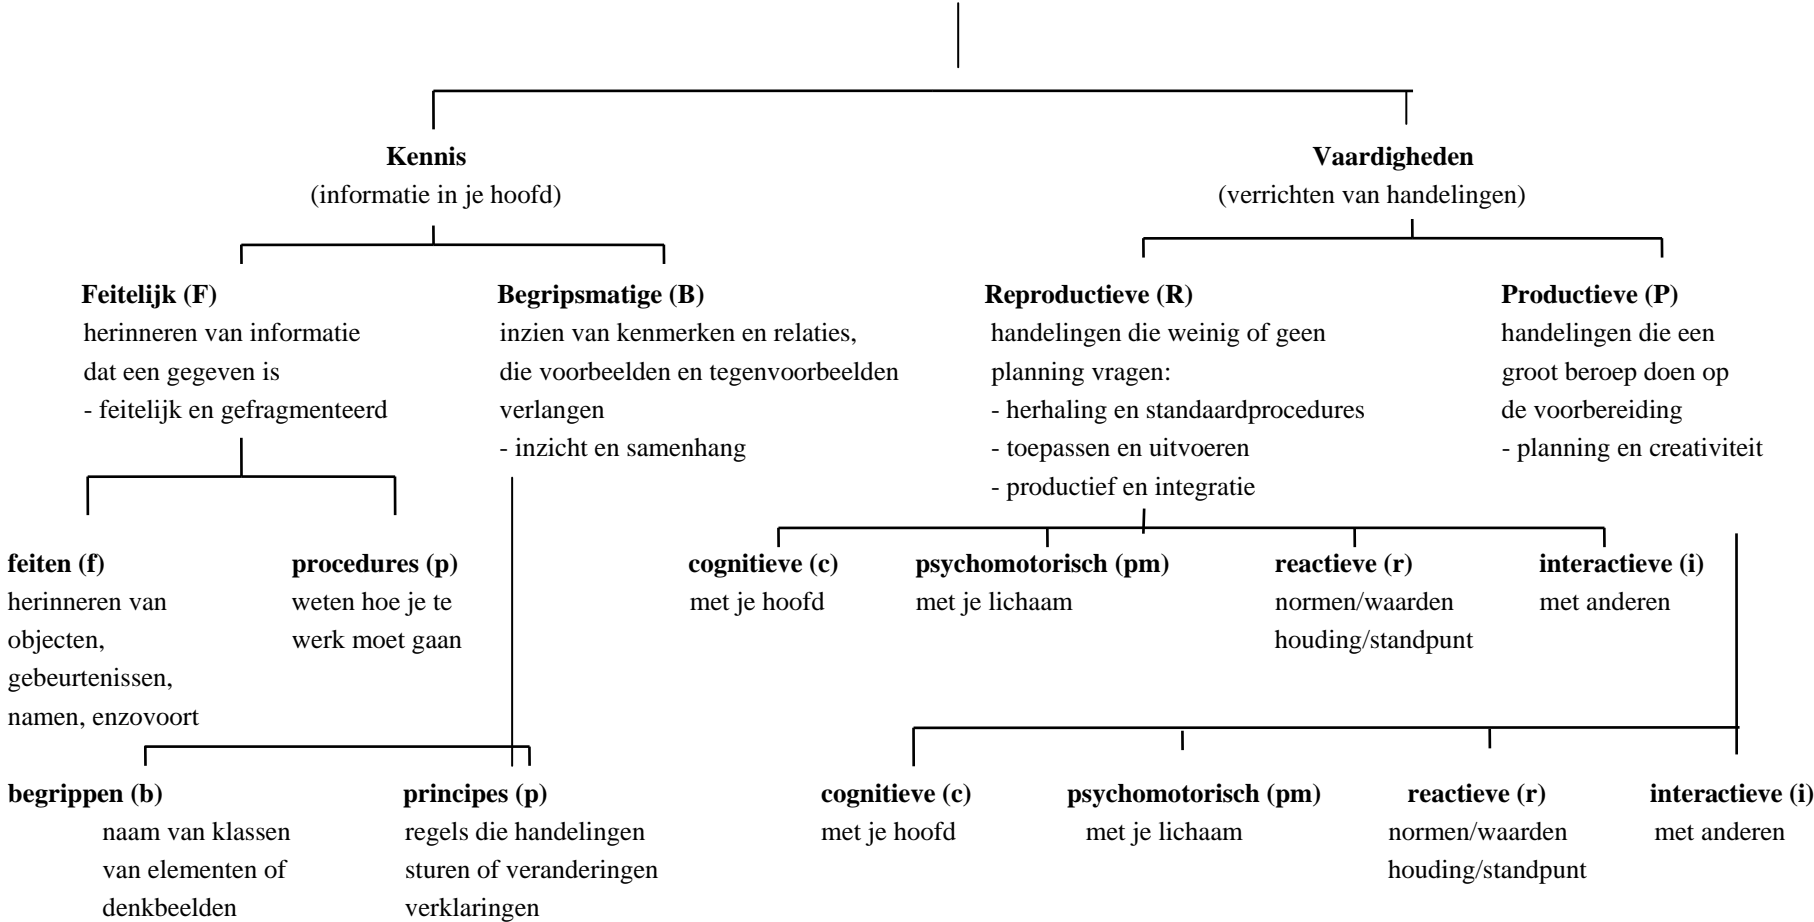 Kennis
(informatie in je hoofd)
Vaardigheden
(verrichten van handelingen)
Feitelijk (F)
herinneren van informatie
dat een gegeven is
- feitelijk en gefragmenteerd
Begripsmatige (B)
inzien van kenmerken en relaties,
die voorbeelden en tegenvoorbeelden
verlangen
- inzicht en samenhang
Reproductieve (R)
handelingen die weinig of geen
planning vragen:
- herhaling en standaardprocedures
- toepassen en uitvoeren
- productief en integratie
Productieve (P)
handelingen die een
groot beroep doen op
de voorbereiding
- planning en creativiteit
feiten (f)
herinneren van
objecten,
gebeurtenissen,
namen, enzovoort
procedures (p)
weten hoe je te
werk moet gaan
cognitieve (c)
met je hoofd
psychomotorisch (pm)
met je lichaam
reactieve (r)
normen/waarden
houding/standpunt
interactieve (i)
met anderen
begrippen (b)
naam van klassen
van elementen of
denkbeelden
principes (p)
regels die handelingen
sturen of veranderingen
verklaringen
cognitieve (c)
met je hoofd
psychomotorisch (pm)
met je lichaam
reactieve (r)
normen/waarden
houding/standpunt
interactieve (i)
met anderen